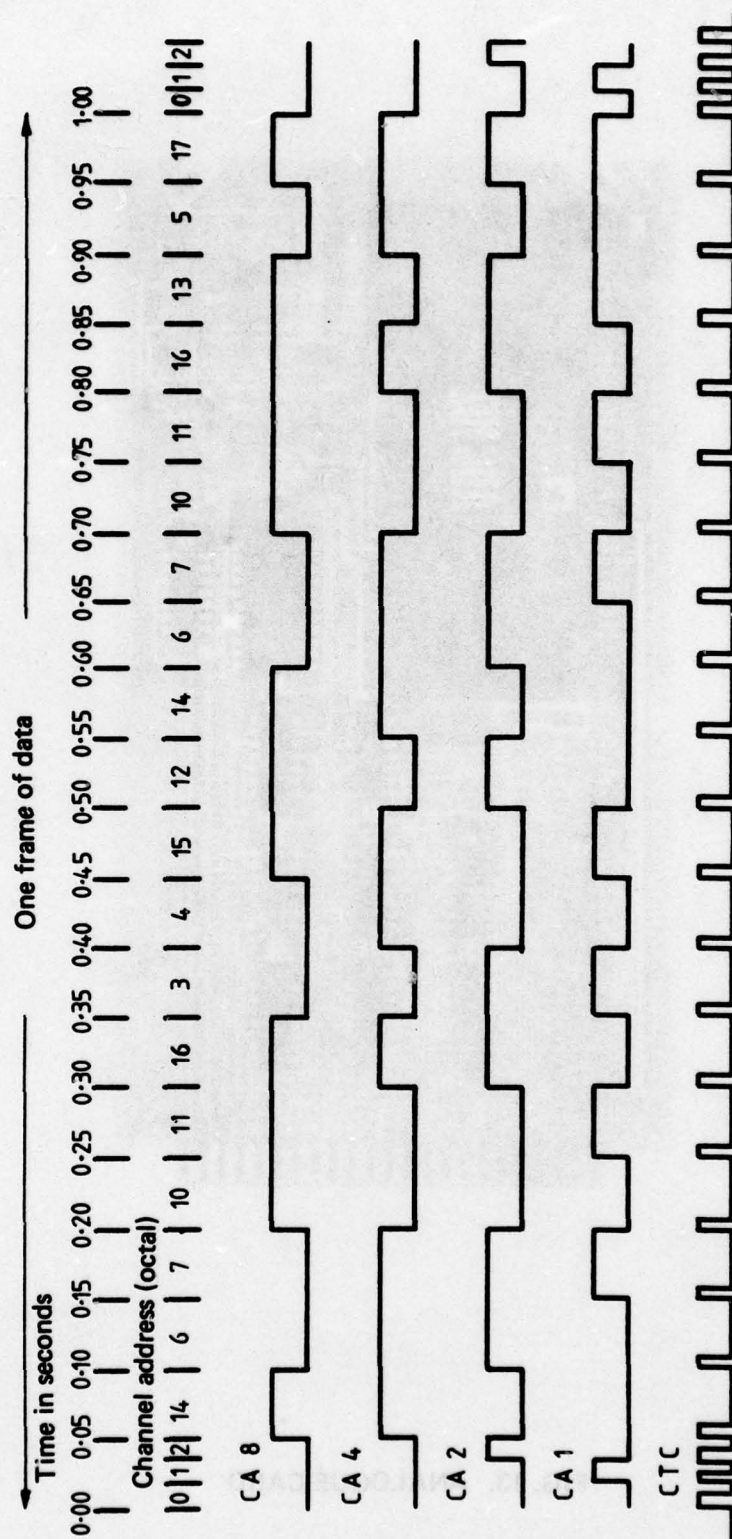 One frame of data
Time in seconds
0·00 0·05 0·10 0·15 0·20 0·25 0·30 0·35 0·40 0·45 0·50 0·55 0·60 0·65 0·70 0·75 0·80 0·85 0·90 0·95 1·00
Channel address (octal)
|0|1|2| 14 | 6 | 7 | 10 | 11 | 16 | 3 | 4 | 15 | 12 | 14 | 6 | 7 | 10 | 11 | 16 | 13 | 5 | 17 |0|1|2|
CA 8
CA 4
CA 2
CA 1
CTC